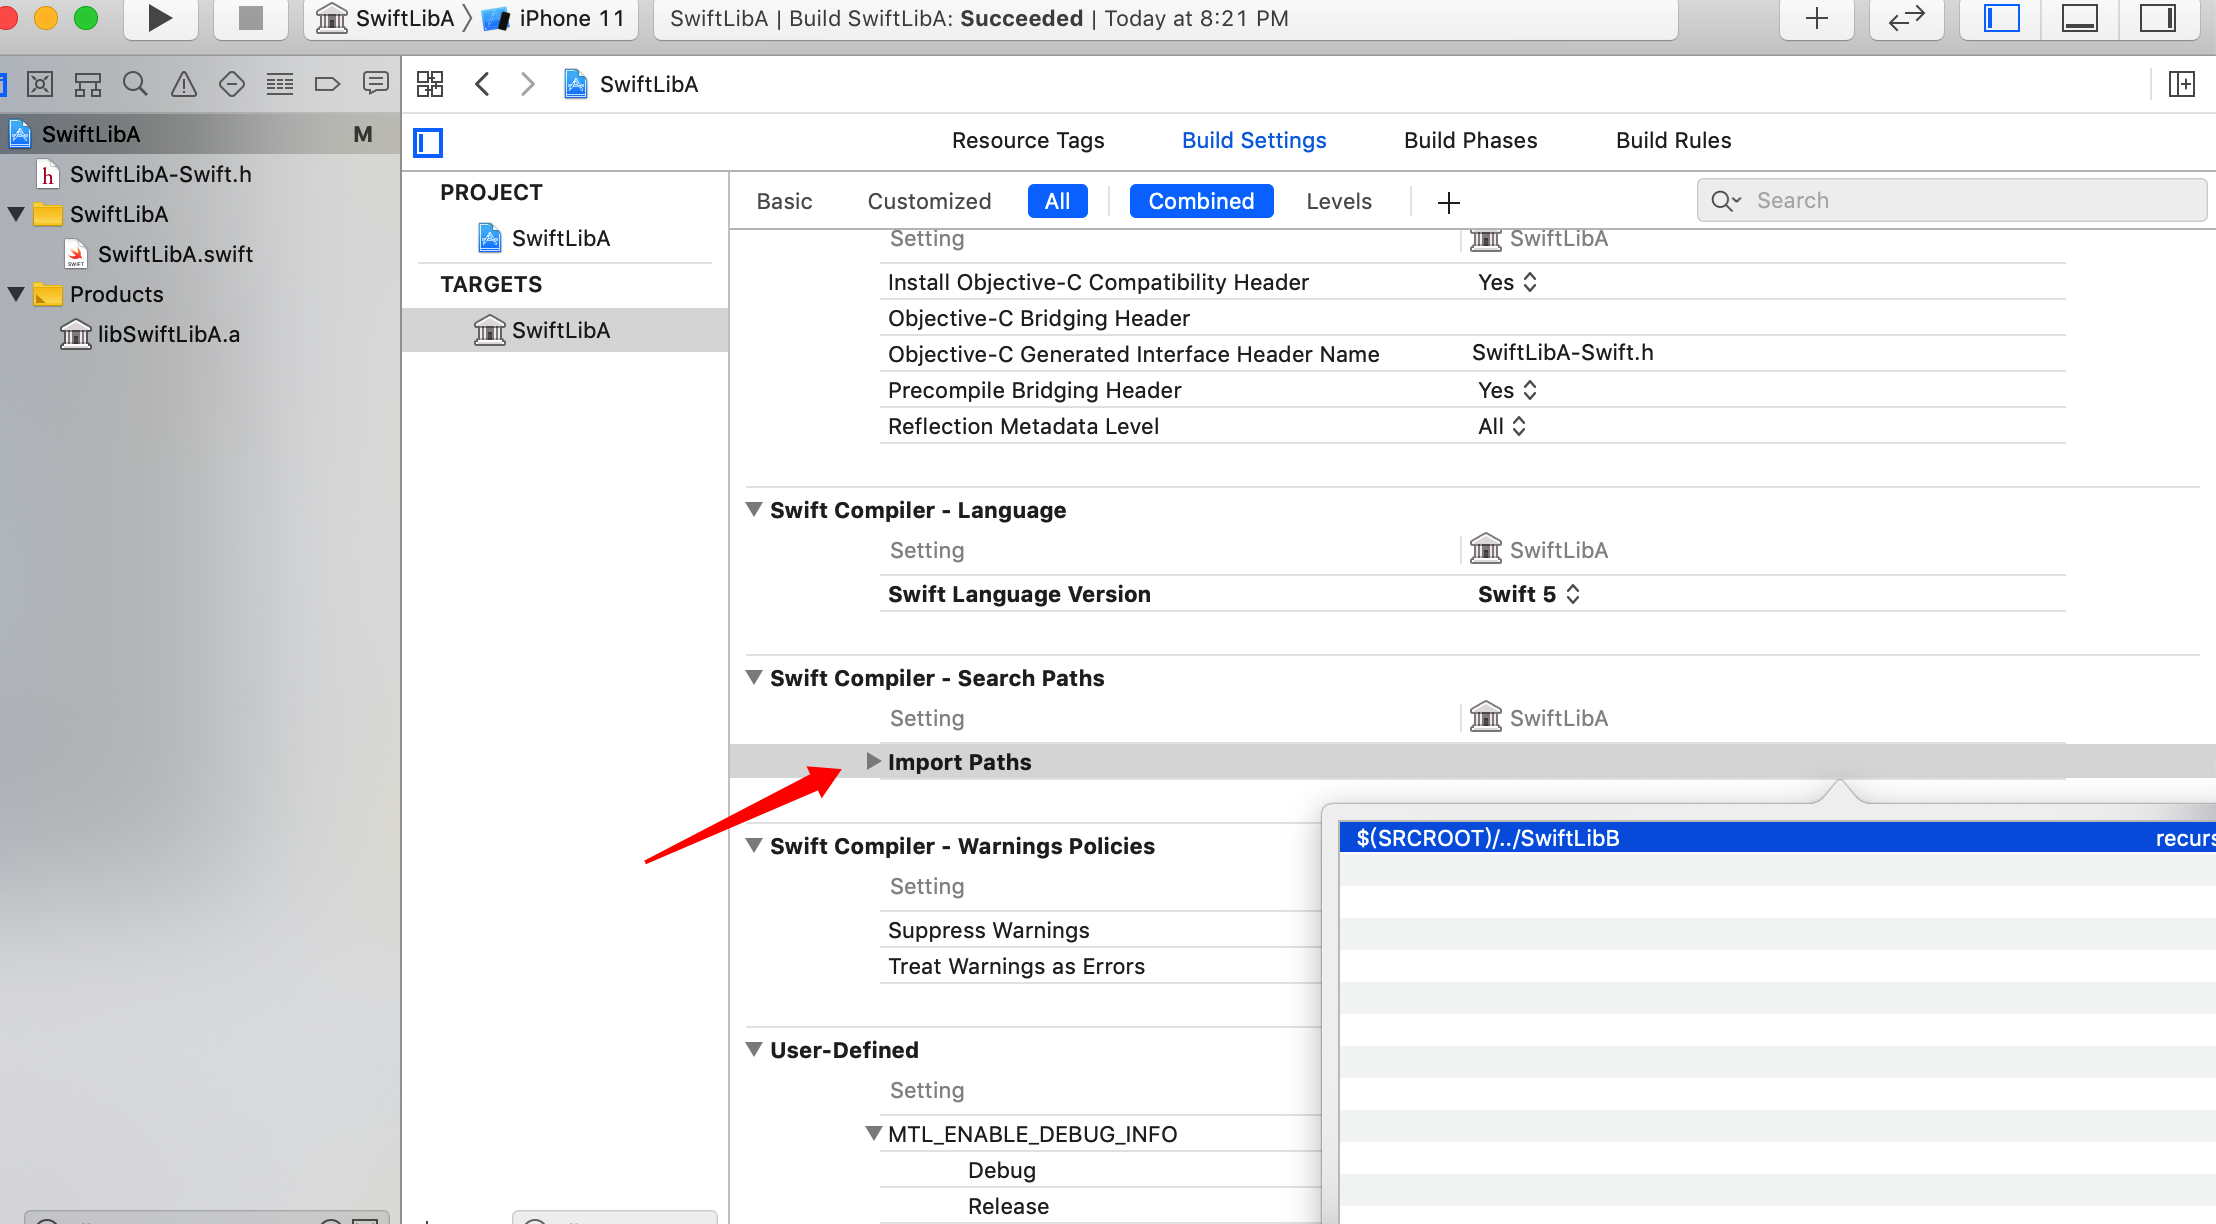 SwiftLibA 〉 iPhone 11
SwiftLibA | Build SwiftLibA: Succeeded | Today at 8:21 PM
SwiftLibA
SwiftLibA M
SwiftLibA-Swift.h
SwiftLibA
SwiftLibA.swift
Products
libSwiftLibA.a
Resource Tags Build Settings Build Phases Build Rules
PROJECT
SwiftLibA
TARGETS
SwiftLibA
Basic Customized All Combined Levels + Search
Setting SwiftLibA
Install Objective-C Compatibility Header Yes
Objective-C Bridging Header
Objective-C Generated Interface Header Name SwiftLibA-Swift.h
Precompile Bridging Header Yes
Reflection Metadata Level All
Swift Compiler - Language
Setting SwiftLibA
Swift Language Version Swift 5
Swift Compiler - Search Paths
Setting SwiftLibA
Import Paths
$(SRCROOT)/../SwiftLibB recurs
Swift Compiler - Warnings Policies
Setting
Suppress Warnings
Treat Warnings as Errors
User-Defined
Setting
MTL_ENABLE_DEBUG_INFO
Debug
Release